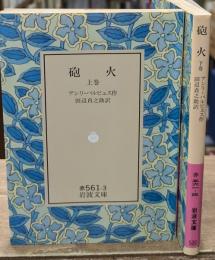 砲火
上巻
アンリ・バルビュス作
田辺貞之助訳
赤561-3
岩波文庫
砲火
下巻
アンリ・バルビュス作
田辺貞之助訳
岩波文庫